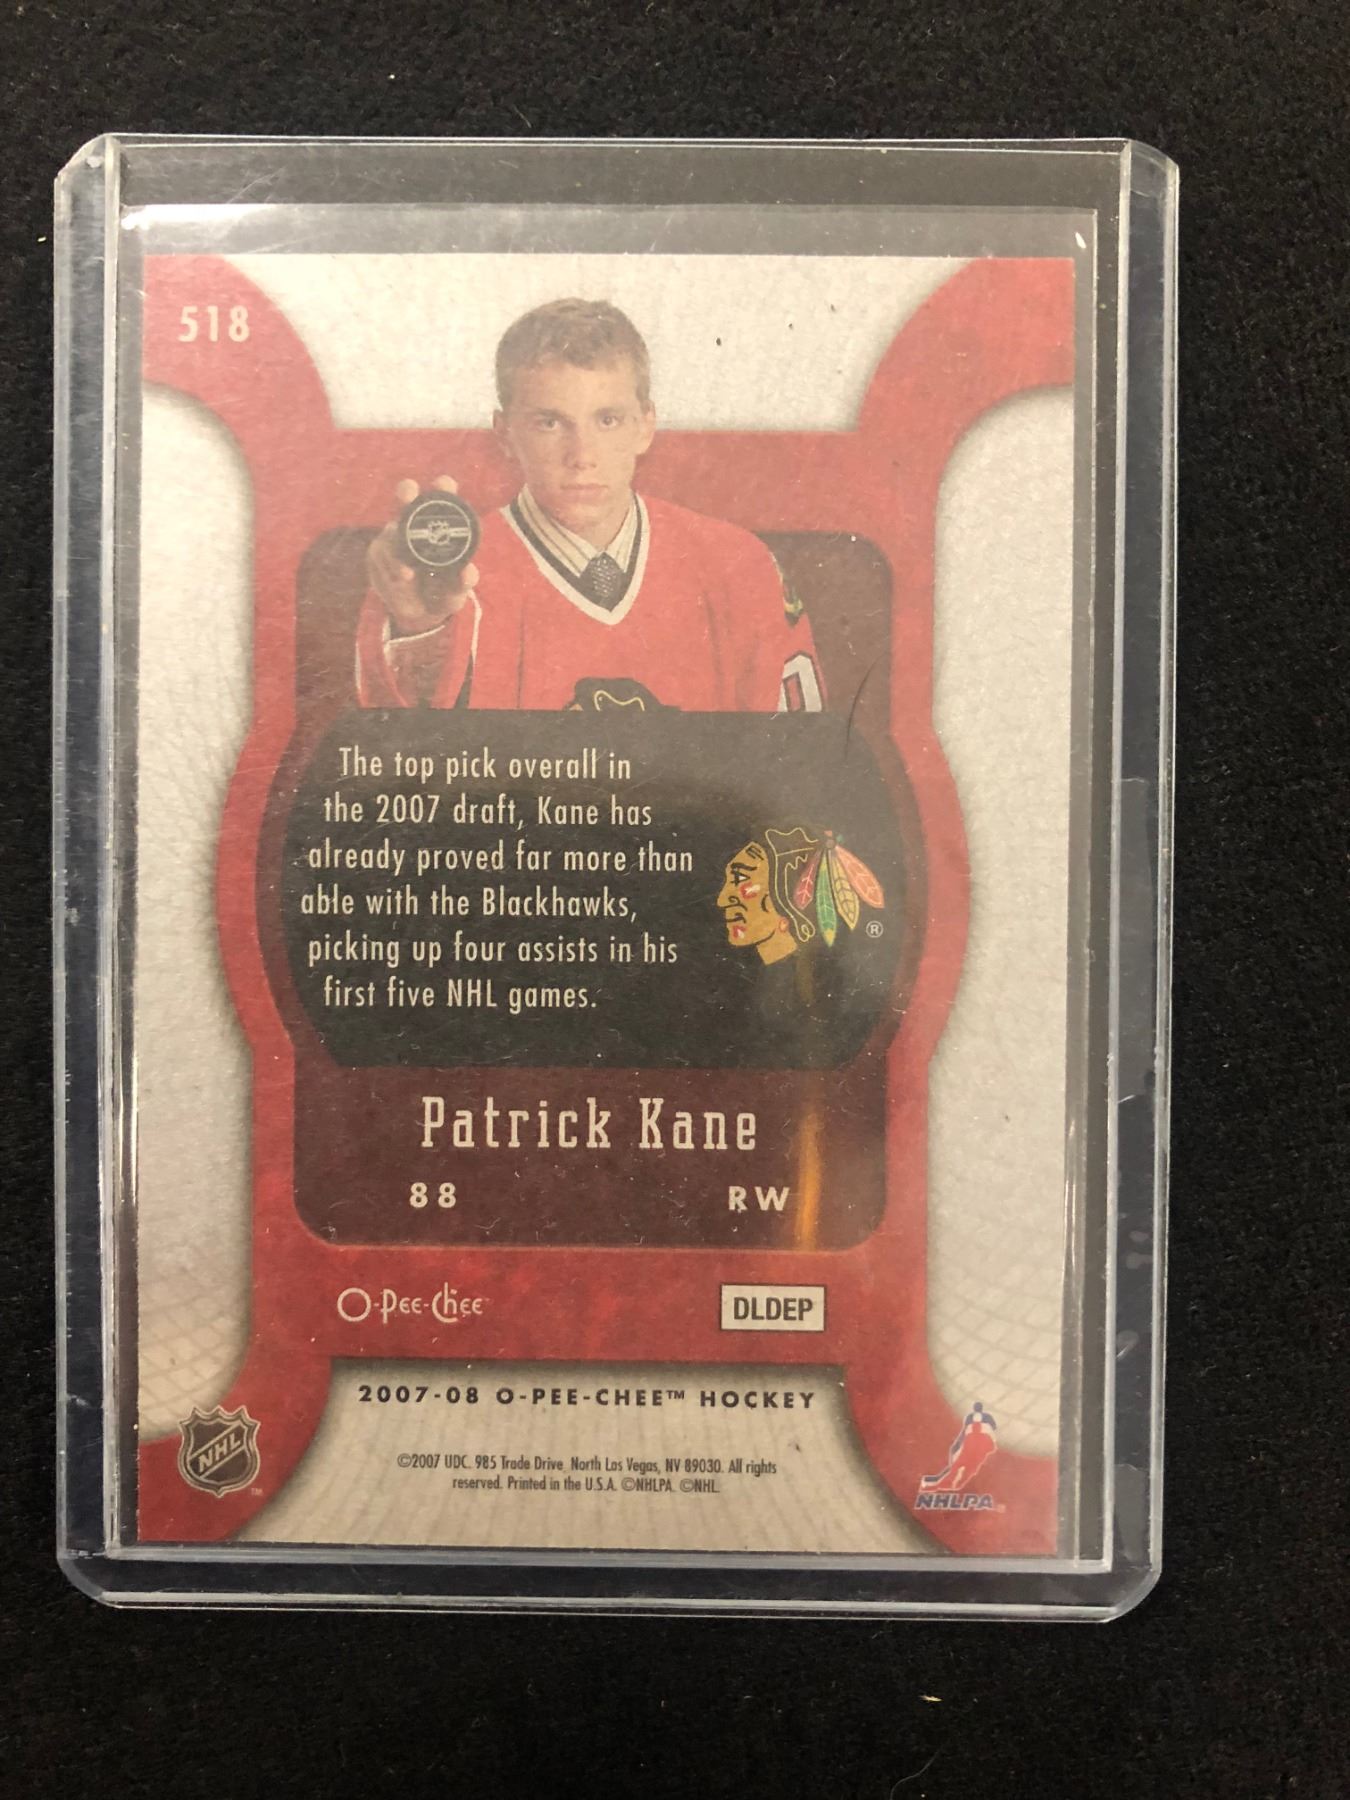 518
The top pick overall in
the 2007 draft, Kane has
already proved far more than
able with the Blackhawks,
picking up four assists in his
first five NHL games.
®
Patrick Kane
88 RW
O-Pee-Chee
DLDEP
2007-08 O-PEE-CHEE™ HOCKEY
©2007 UDC. 985 Trade Drive, North Las Vegas, NV 89030. All rights
reserved. Printed in the U.S.A. ©NHLPA. ©NHL.
NHL ™
NHLPA